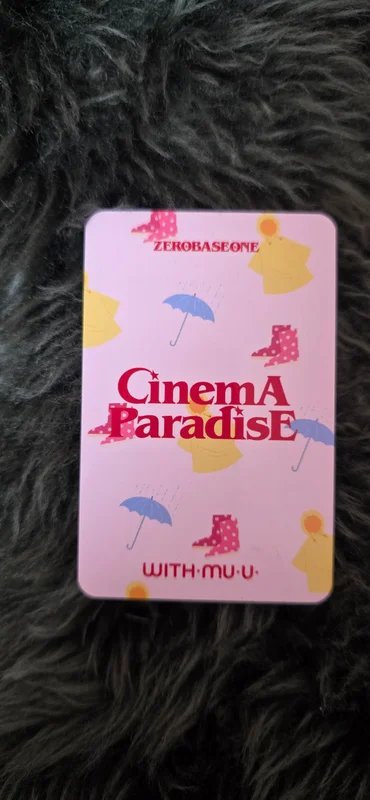 ZEROBASEONE
CinemA
ParadisE
WITH·MU·U·